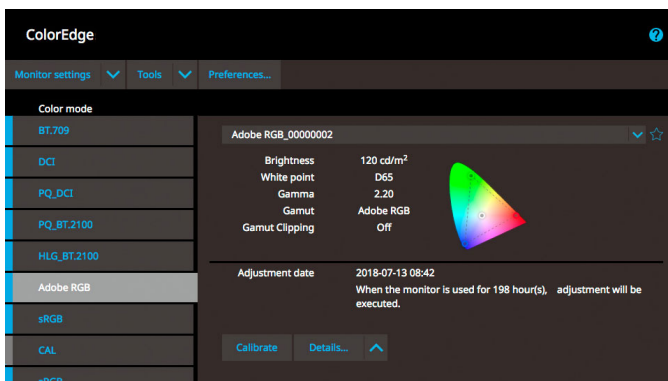 ColorEdge
?
Monitor settings Tools Preferences...
Color mode
BT.709
DCI
PQ_DCI
PQ_BT.2100
HLG_BT.2100
Adobe RGB
sRGB
CAL
sRGB
Adobe RGB_00000002
Brightness 120 cd/m²
White point D65
Gamma 2.20
Gamut Adobe RGB
Gamut Clipping Off
Adjustment date 2018-07-13 08:42
When the monitor is used for 198 hour(s), adjustment will be
executed.
Calibrate Details...